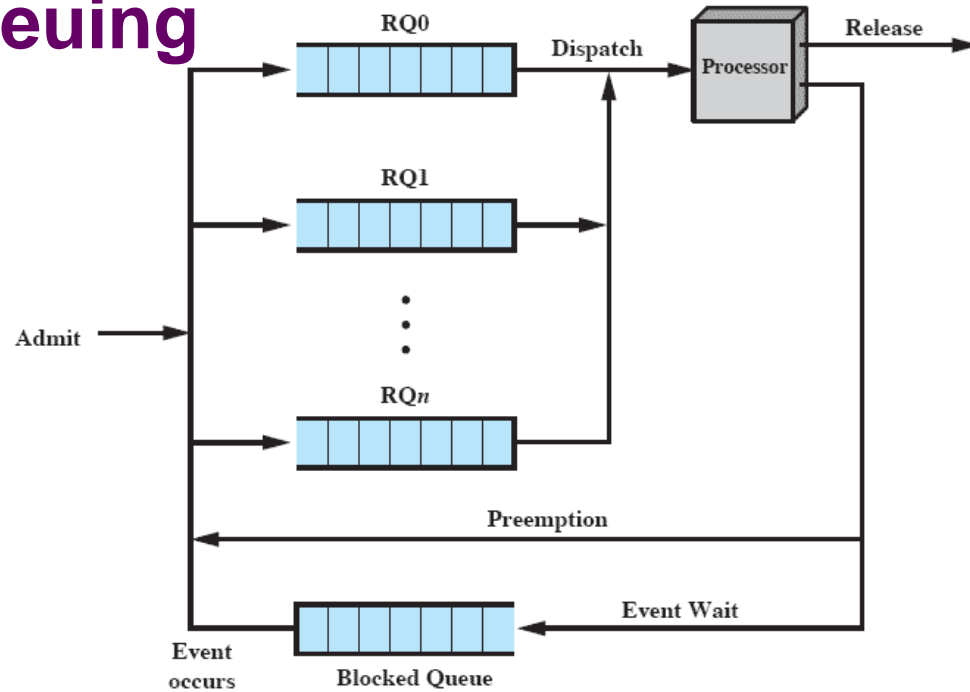 euing
RQ0
Dispatch
Processor
Release
RQ1
Admit
RQn
Preemption
Event Wait
Event
occurs
Blocked Queue